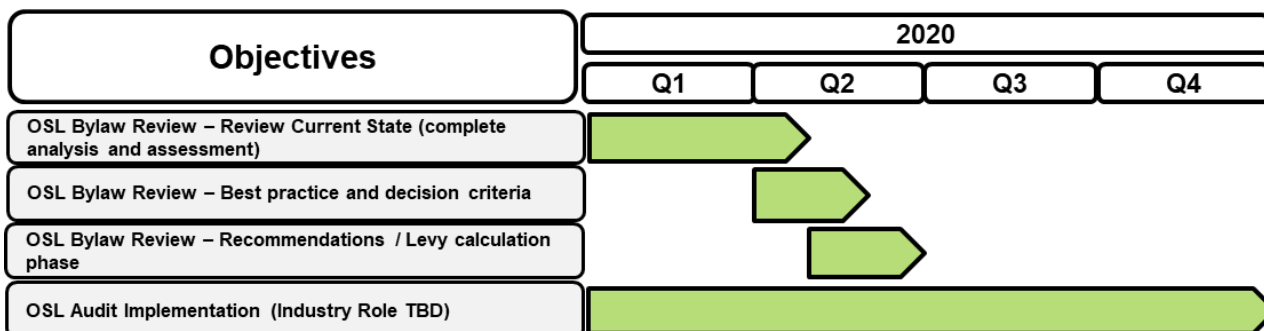 Objectives
2020
Q1 Q2 Q3 Q4
OSL Bylaw Review – Review Current State (complete
analysis and assessment)
OSL Bylaw Review – Best practice and decision criteria
OSL Bylaw Review – Recommendations / Levy calculation
phase
OSL Audit Implementation (Industry Role TBD)